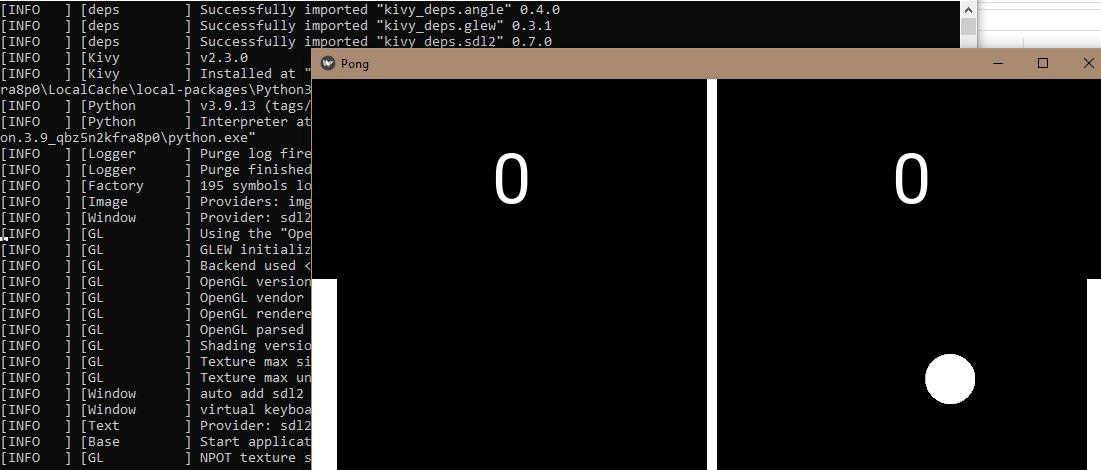 [INFO   ] [deps        ] Successfully imported "kivy_deps.angle" 0.4.0
[INFO   ] [deps        ] Successfully imported "kivy_deps.glew" 0.3.1
[INFO   ] [deps        ] Successfully imported "kivy_deps.sdl2" 0.7.0
[INFO   ] [Kivy        ] v2.3.0
[INFO   ] [Kivy        ] Installed at "
ra8p0\LocalCache\local-packages\Python3
[INFO   ] [Python      ] v3.9.13 (tags/
[INFO   ] [Python      ] Interpreter at
on.3.9_qbz5n2kfra8p0\python.exe"
[INFO   ] [Logger      ] Purge log fire
[INFO   ] [Logger      ] Purge finished
[INFO   ] [Factory     ] 195 symbols lo
[INFO   ] [Image       ] Providers: img
[INFO   ] [Window      ] Provider: sdl2
[INFO   ] [GL          ] Using the "Ope
[INFO   ] [GL          ] GLEW initializ
[INFO   ] [GL          ] Backend used <
[INFO   ] [GL          ] OpenGL version
[INFO   ] [GL          ] OpenGL vendor
[INFO   ] [GL          ] OpenGL rendere
[INFO   ] [GL          ] OpenGL parsed
[INFO   ] [GL          ] Shading versio
[INFO   ] [GL          ] Texture max si
[INFO   ] [GL          ] Texture max un
[INFO   ] [Window      ] auto add sdl2
[INFO   ] [Window      ] virtual keyboa
[INFO   ] [Text        ] Provider: sdl2
[INFO   ] [Base        ] Start applicat
[INFO   ] [GL          ] NPOT texture s
Pong
0 0